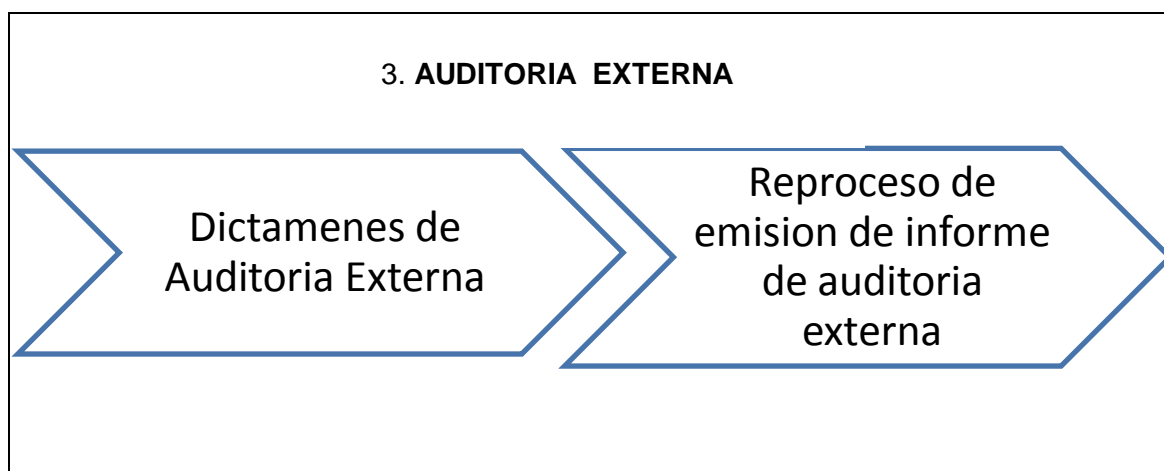 3. AUDITORIA EXTERNA
Dictamenes de
Auditoria Externa
Reproceso de
emision de informe
de auditoria
externa